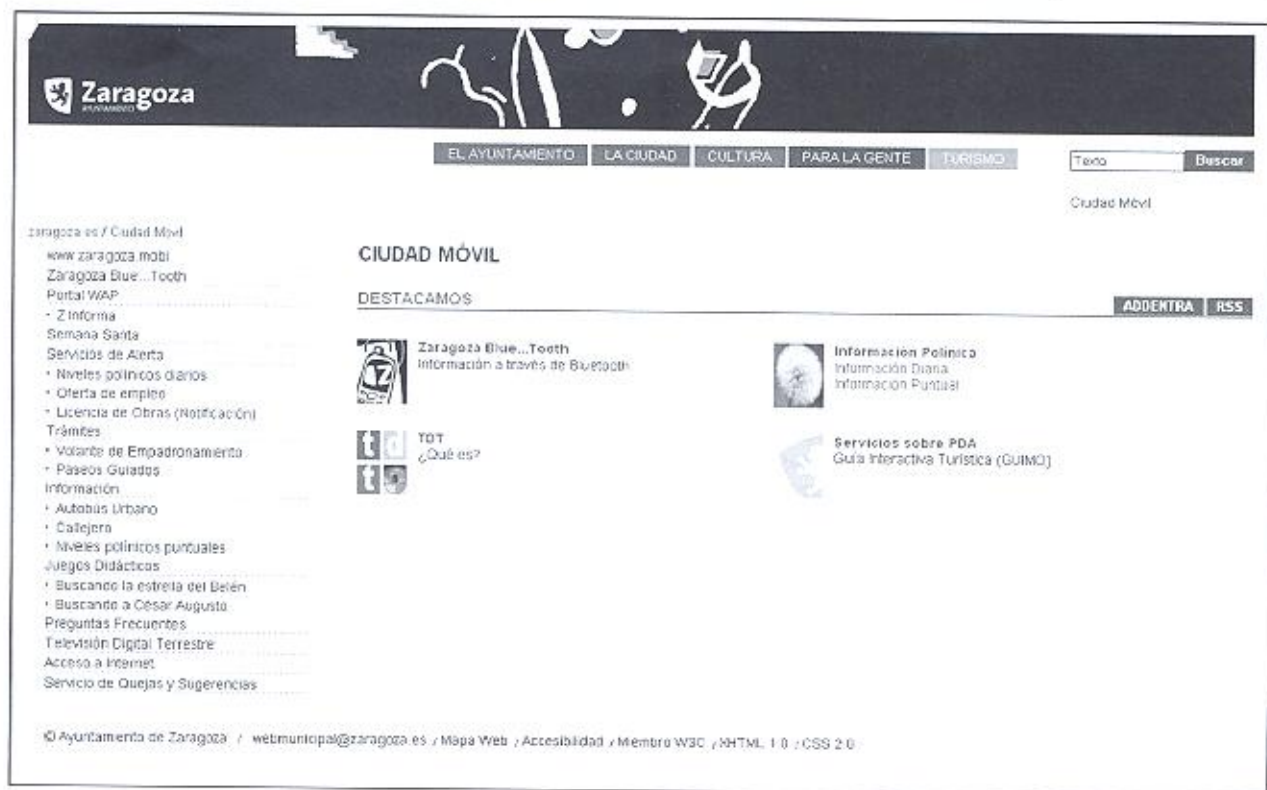 Zaragoza
AYUNTAMIENTO
EL AYUNTAMIENTO LA CIUDAD CULTURA PARA LA GENTE TURISMO
Texto Buscar
Ciudad Móvil
zaragoza.es / Ciudad Móvil
www.zaragoza.mobi
Zaragoza Blue...Tooth
Portal WAP
· Z Informa
Semana Santa
Servicios de Alerta
· Niveles polínicos diarios
· Oferta de empleo
· Licencia de Obras (Notificación)
Trámites
· Volante de Empadronamiento
· Paseos Guiados
Información
· Autobús Urbano
· Callejero
· Niveles polínicos puntuales
Juegos Didácticos
· Buscando la estrella del Belén
· Buscando a César Augusto
Preguntas Frecuentes
Televisión Digital Terrestre
Acceso a Internet
Servicio de Quejas y Sugerencias
CIUDAD MÓVIL
DESTACAMOS
ADDENTRA RSS
Zaragoza Blue...Tooth
Información a través de Bluetooth
Información Polínica
Información Diaria
Información Puntual
TDT
¿Qué es?
Servicios sobre PDA
Guía Interactiva Turística (GUIMO)
© Ayuntamiento de Zaragoza / webmunicipal@zaragoza.es / Mapa Web / Accesibilidad / Miembro W3C / XHTML 1.0 / CSS 2.0